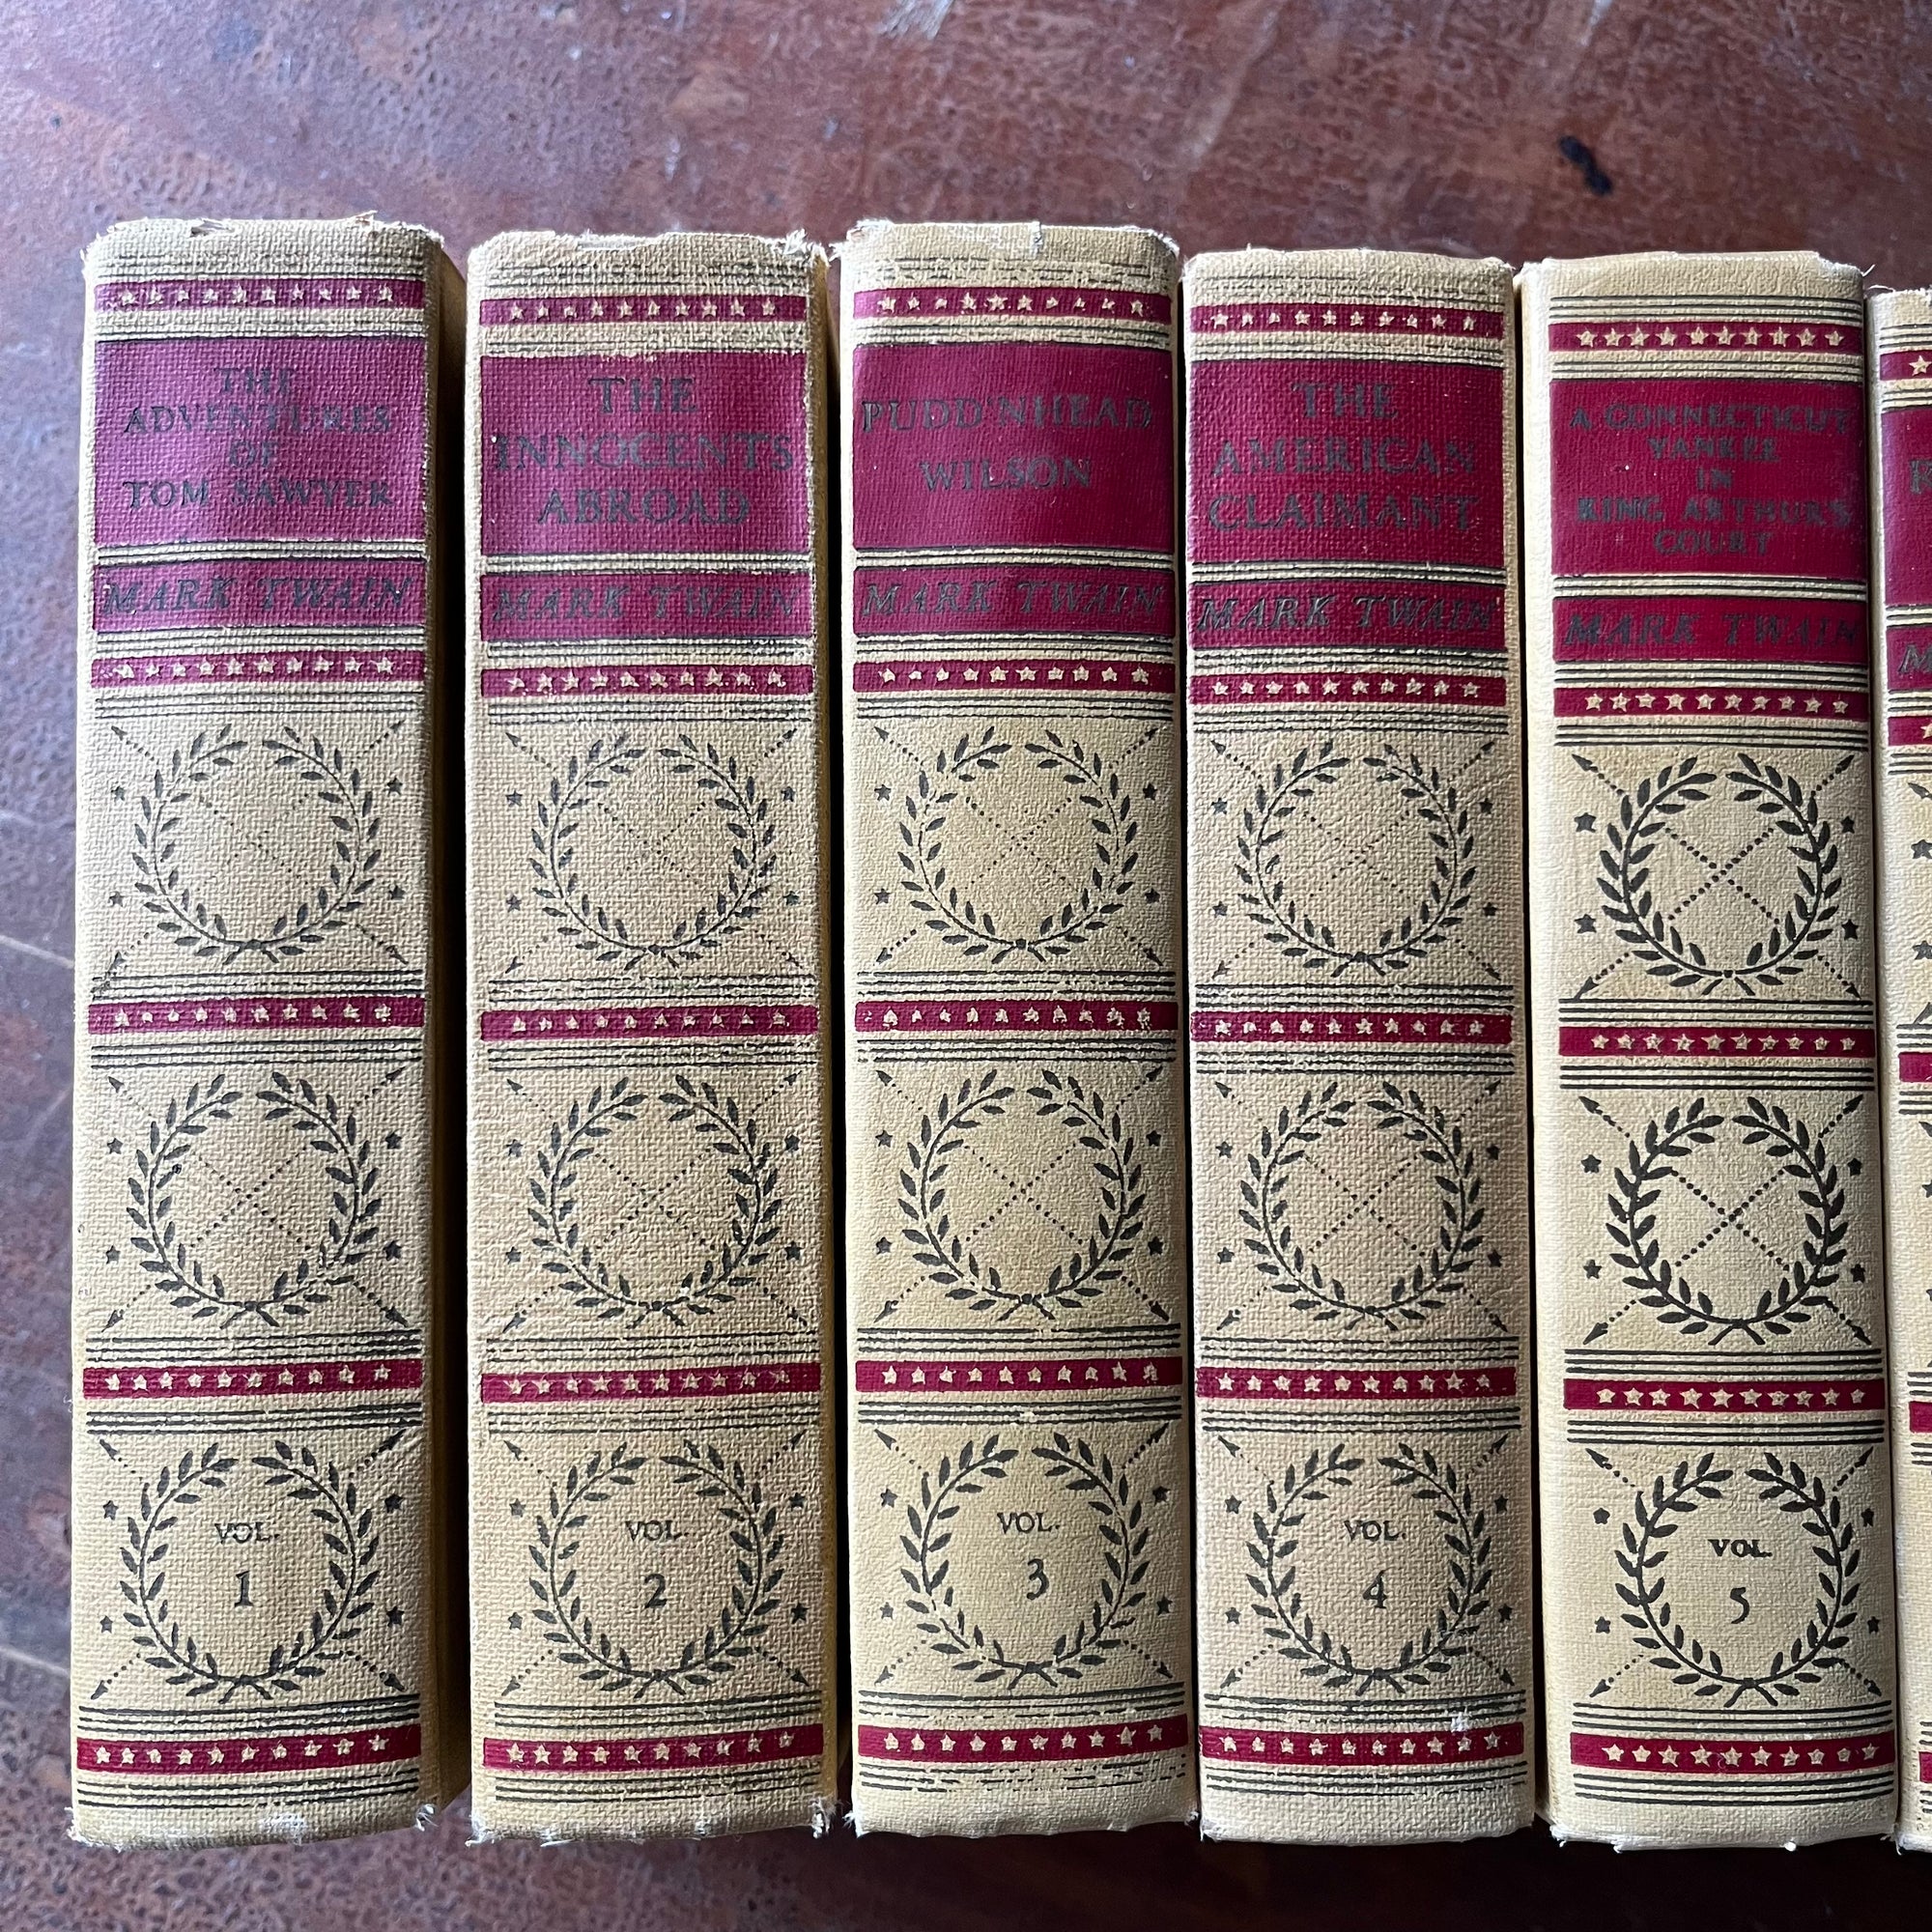 THE
ADVENTURES
OF
TOM SAWYER
MARK TWAIN
VOL.
1
THE
INNOCENTS
ABROAD
MARK TWAIN
VOL.
2
PUDD'NHEAD
WILSON
MARK TWAIN
VOL.
3
THE
AMERICAN
CLAIMANT
MARK TWAIN
VOL.
4
A CONNECTICUT
YANKEE
IN
KING ARTHUR'S
COURT
MARK TWAIN
VOL.
5